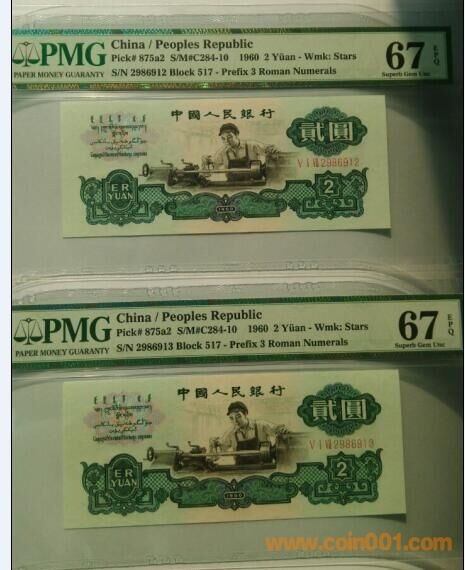 PMG
PAPER MONEY GUARANTY
China / Peoples Republic
Pick# 875a2 S/M#C284-10 1960 2 Yüan - Wmk: Stars
S/N 2986912 Block 517 - Prefix 3 Roman Numerals
67 EPQ
Superb Gem Unc
中國人民銀行
貳圓
V I Ⅶ 2986912
ER
YUAN
1960
2
PMG
PAPER MONEY GUARANTY
China / Peoples Republic
Pick# 875a2 S/M#C284-10 1960 2 Yüan - Wmk: Stars
S/N 2986913 Block 517 - Prefix 3 Roman Numerals
67 EPQ
Superb Gem Unc
中國人民銀行
貳圓
V I Ⅶ 2986913
ER
YUAN
1960
2
www.coin001.com